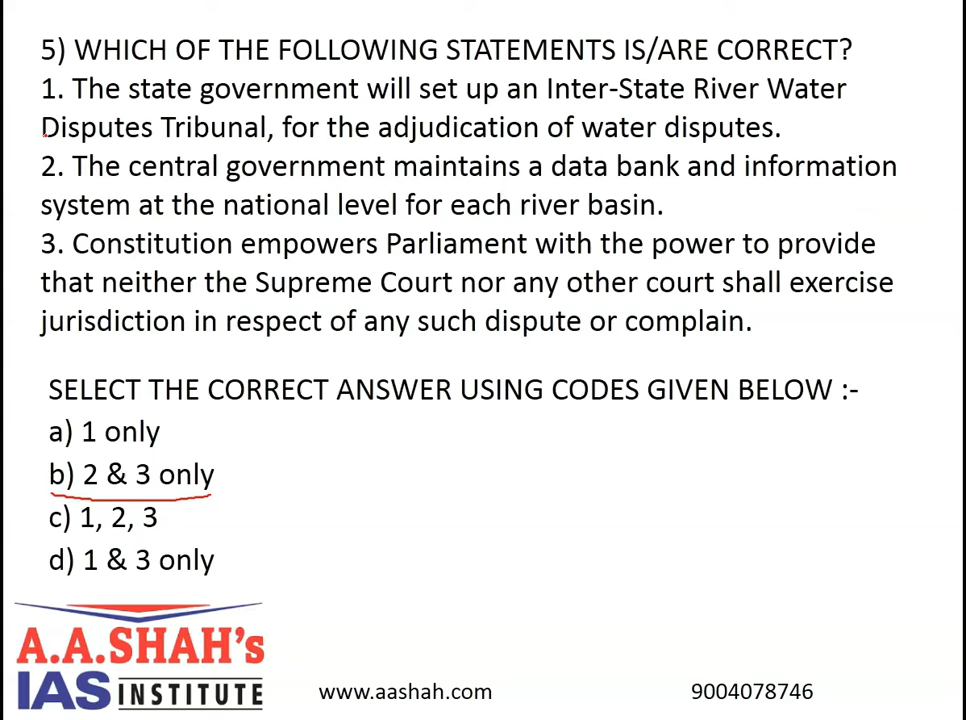 5) WHICH OF THE FOLLOWING STATEMENTS IS/ARE CORRECT?
1. The state government will set up an Inter-State River Water
Disputes Tribunal, for the adjudication of water disputes.
2. The central government maintains a data bank and information
system at the national level for each river basin.
3. Constitution empowers Parliament with the power to provide
that neither the Supreme Court nor any other court shall exercise
jurisdiction in respect of any such dispute or complain.
SELECT THE CORRECT ANSWER USING CODES GIVEN BELOW :-
a) 1 only
b) 2 & 3 only
c) 1, 2, 3
d) 1 & 3 only
A.A.SHAH's
IAS INSTITUTE
www.aashah.com 9004078746